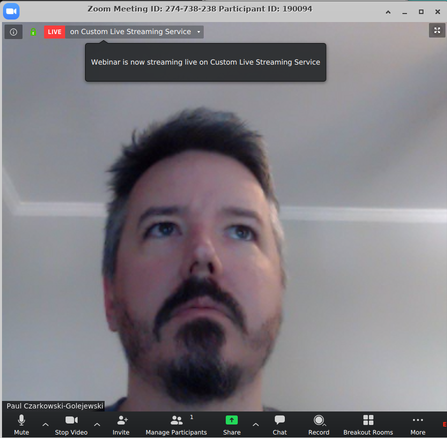 Zoom Meeting ID: 274-738-238 Participant ID: 190094
LIVE on Custom Live Streaming Service
Webinar is now streaming live on Custom Live Streaming Service
Paul Czarkowski-Golejewski
1
Mute Stop Video Invite Manage Participants Share Chat Record Breakout Rooms More